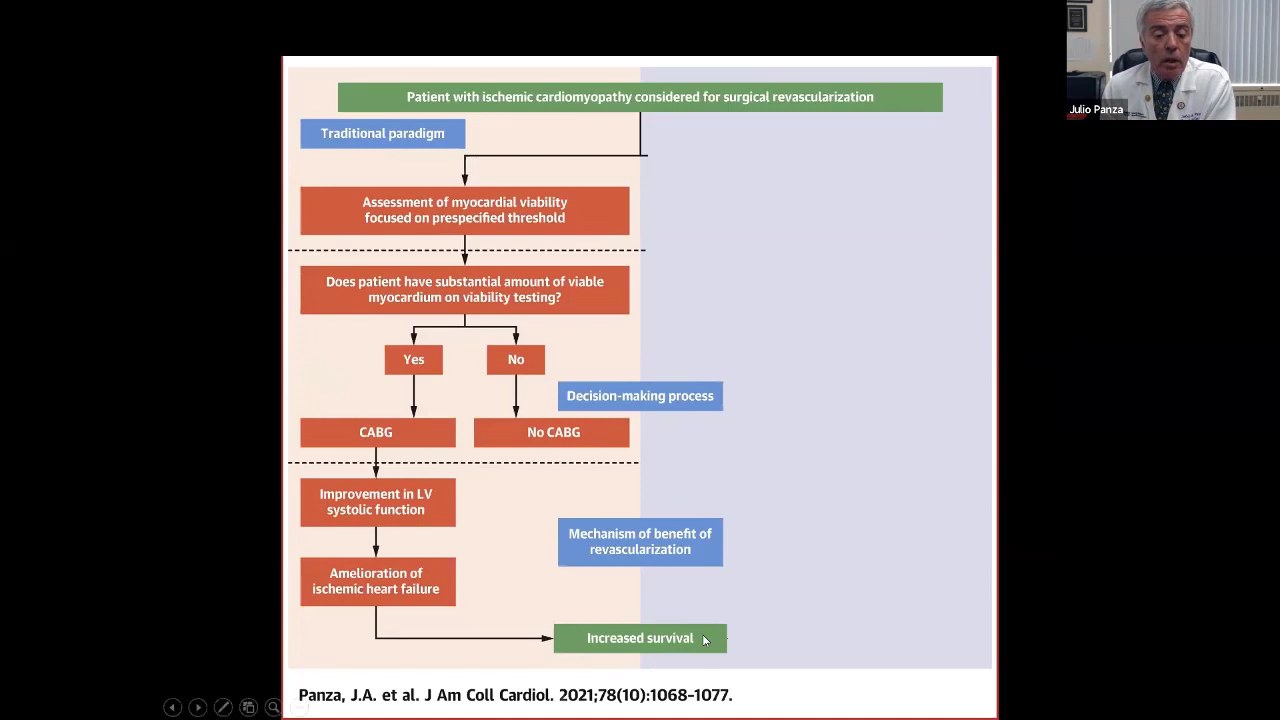 Patient with ischemic cardiomyopathy considered for surgical revascularization
Traditional paradigm
Assessment of myocardial viability
focused on prespecified threshold
Does patient have substantial amount of viable
myocardium on viability testing?
Yes
No
Decision-making process
CABG
No CABG
Improvement in LV
systolic function
Mechanism of benefit of
revascularization
Amelioration of
ischemic heart failure
Increased survival
Panza, J.A. et al. J Am Coll Cardiol. 2021;78(10):1068–1077.
Julio Panza